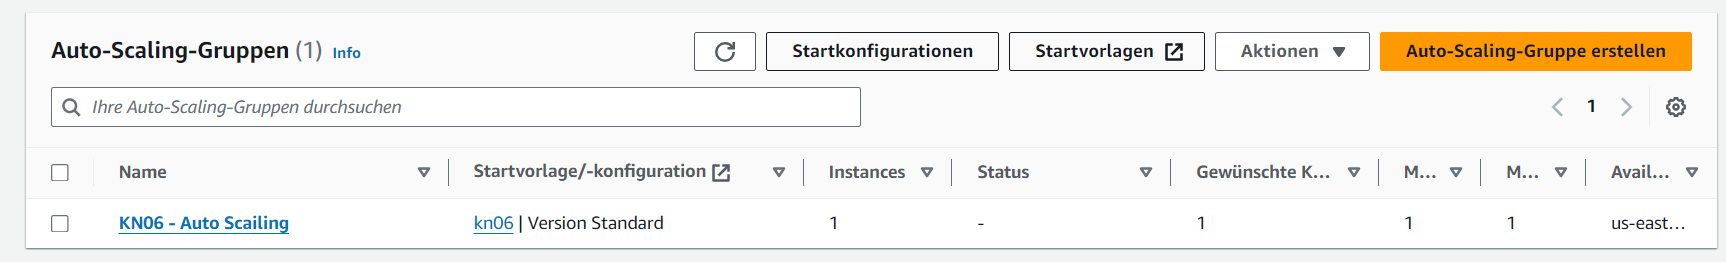 Auto-Scaling-Gruppen (1) Info
Startkonfigurationen
Startvorlagen
Aktionen
Auto-Scaling-Gruppe erstellen
Ihre Auto-Scaling-Gruppen durchsuchen
1
Name Startvorlage/-konfiguration Instances Status Gewünschte K... M... M... Avail...
KN06 - Auto Scailing kn06 | Version Standard 1 - 1 1 1 us-east...